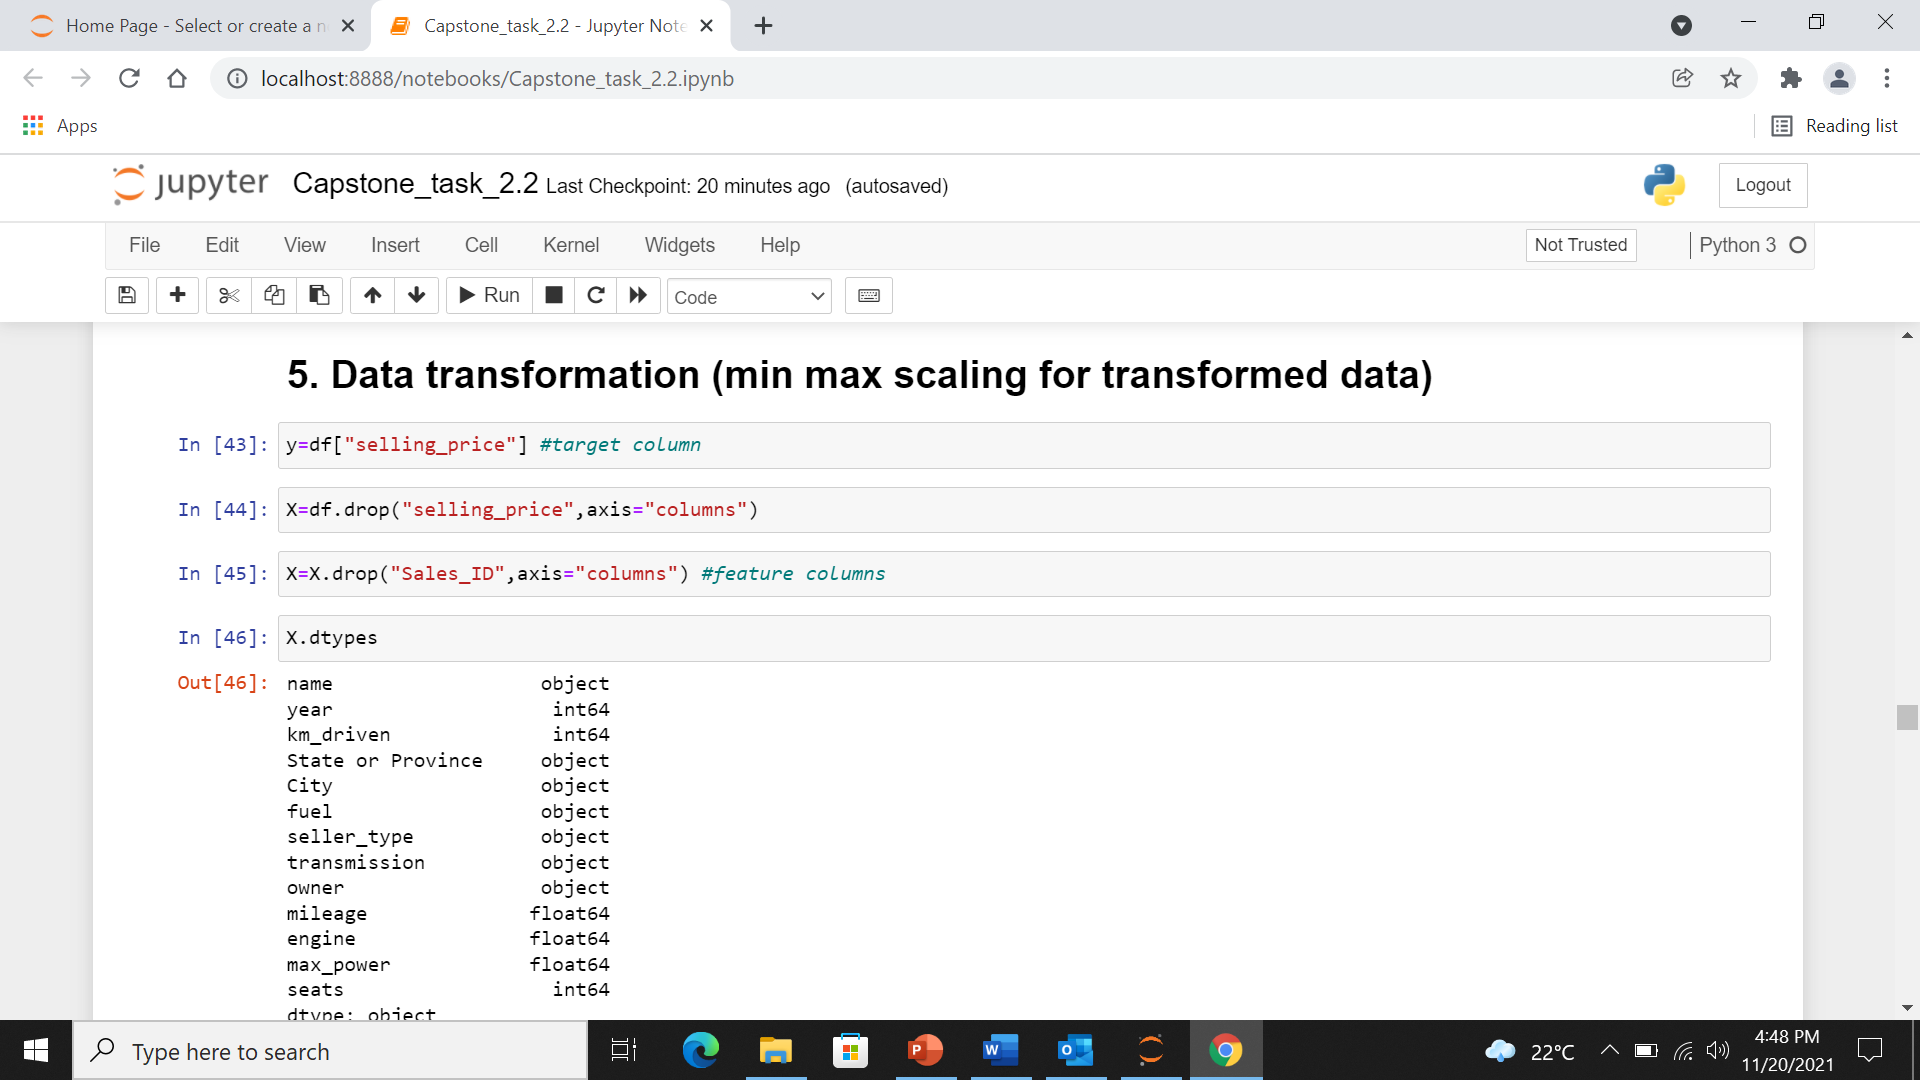 Home Page - Select or create a n
Capstone_task_2.2 - Jupyter Note
localhost:8888/notebooks/Capstone_task_2.2.ipynb
Apps
Reading list
jupyter Capstone_task_2.2 Last Checkpoint: 20 minutes ago (autosaved)
Logout
File Edit View Insert Cell Kernel Widgets Help
Not Trusted
Python 3
Run
Code
5. Data transformation (min max scaling for transformed data)
In [43]: y=df["selling_price"] #target column
In [44]: X=df.drop("selling_price",axis="columns")
In [45]: X=X.drop("Sales_ID",axis="columns") #feature columns
In [46]: X.dtypes
Out[46]: name object
year int64
km_driven int64
State or Province object
City object
fuel object
seller_type object
transmission object
owner object
mileage float64
engine float64
max_power float64
seats int64
dtype: object
Type here to search
P
W
O
22°C
4:48 PM
11/20/2021